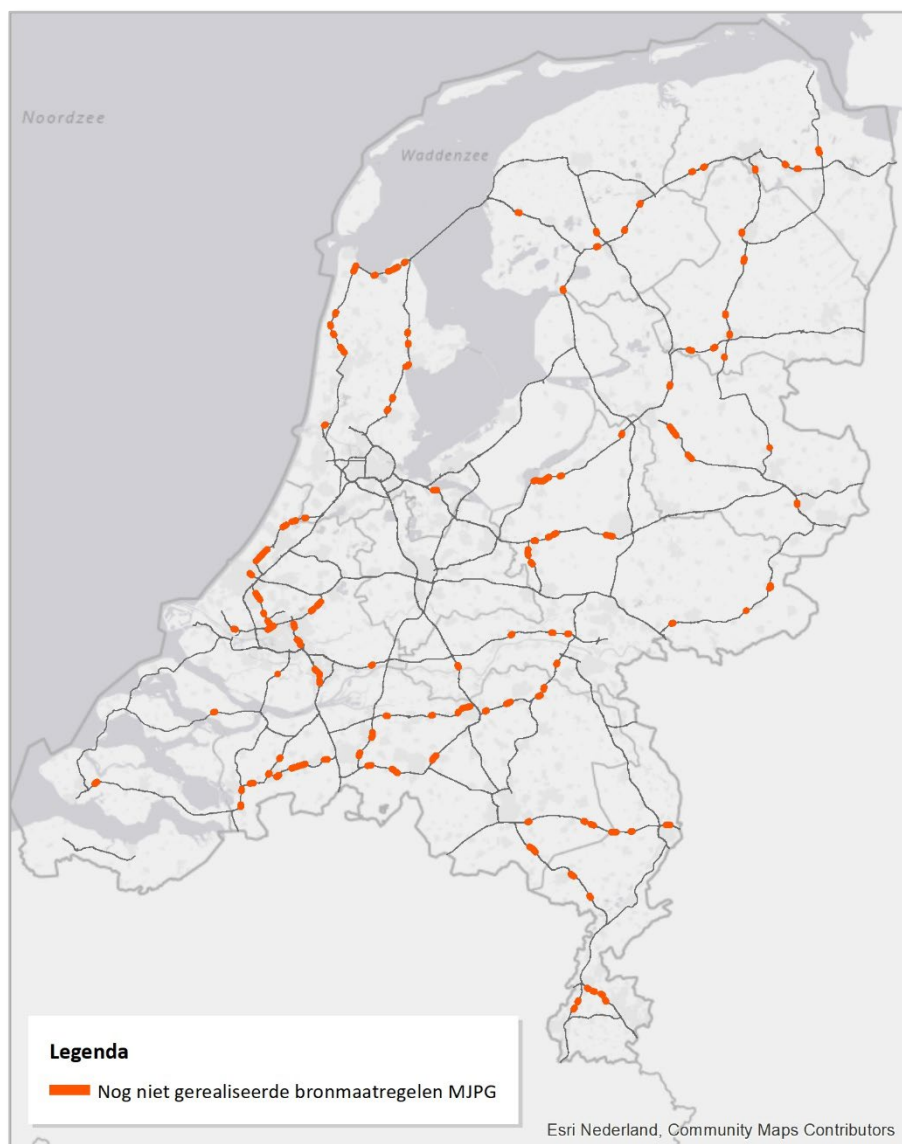 Noordzee
Waddenzee
Legenda
Nog niet gerealiseerde bronmaatregelen MJPG
Esri Nederland, Community Maps Contributors